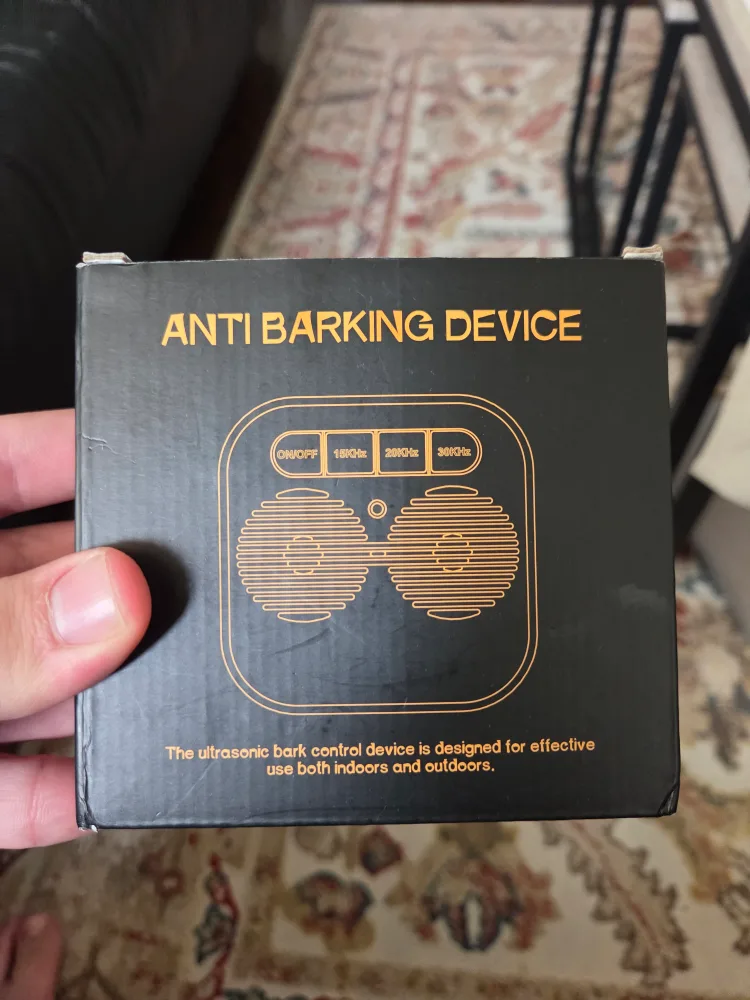 ANTI BARKING DEVICE
ON/OFF 15KHz 20KHz 30KHz
The ultrasonic bark control device is designed for effective
use both indoors and outdoors.